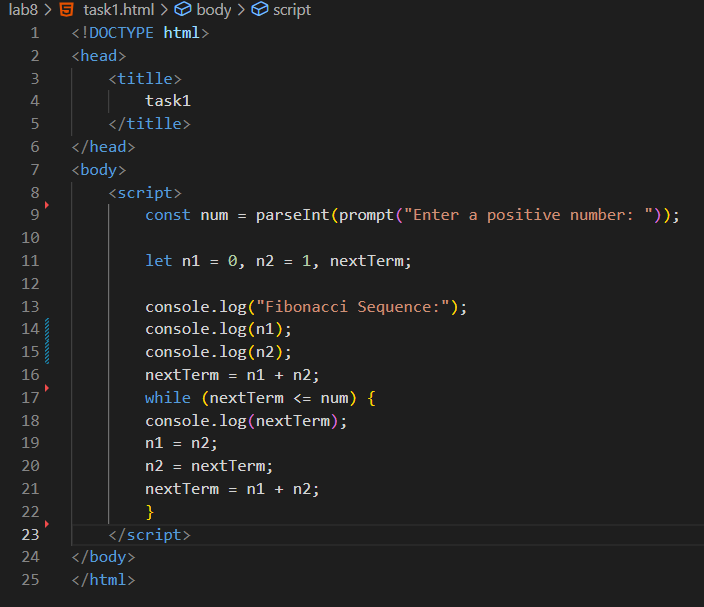 lab8 > task1.html > body > script
1 <!DOCTYPE html>
2 <head>
3     <titlle>
4         task1
5     </titlle>
6 </head>
7 <body>
8     <script>
9         const num = parseInt(prompt("Enter a positive number: "));
10
11         let n1 = 0, n2 = 1, nextTerm;
12
13         console.log("Fibonacci Sequence:");
14         console.log(n1);
15         console.log(n2);
16         nextTerm = n1 + n2;
17         while (nextTerm <= num) {
18         console.log(nextTerm);
19         n1 = n2;
20         n2 = nextTerm;
21         nextTerm = n1 + n2;
22         }
23     </script>
24 </body>
25 </html>